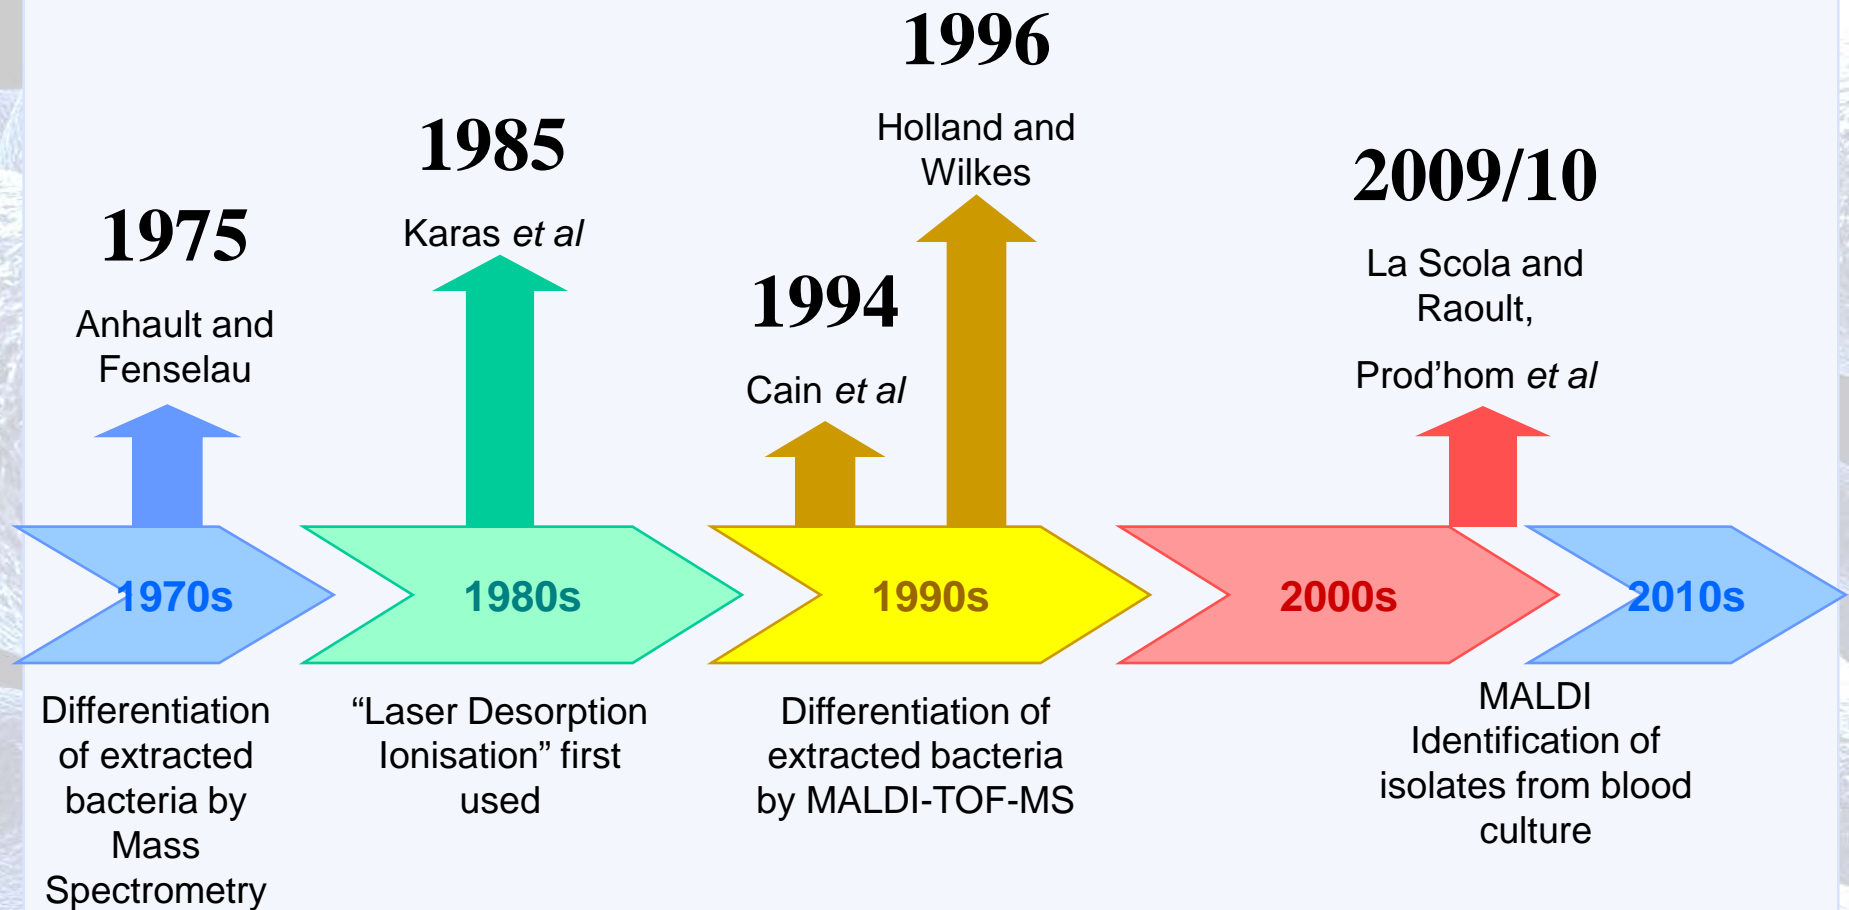 1975
Anhault and
Fenselau
1985
Karas et al
1994
Cain et al
1996
Holland and
Wilkes
2009/10
La Scola and
Raoult,
Prod'hom et al
1970s
1980s
1990s
2000s
2010s
Differentiation
of extracted
bacteria by
Mass
Spectrometry
“Laser Desorption
Ionisation” first
used
Differentiation of
extracted bacteria
by MALDI-TOF-MS
MALDI
Identification of
isolates from blood
culture